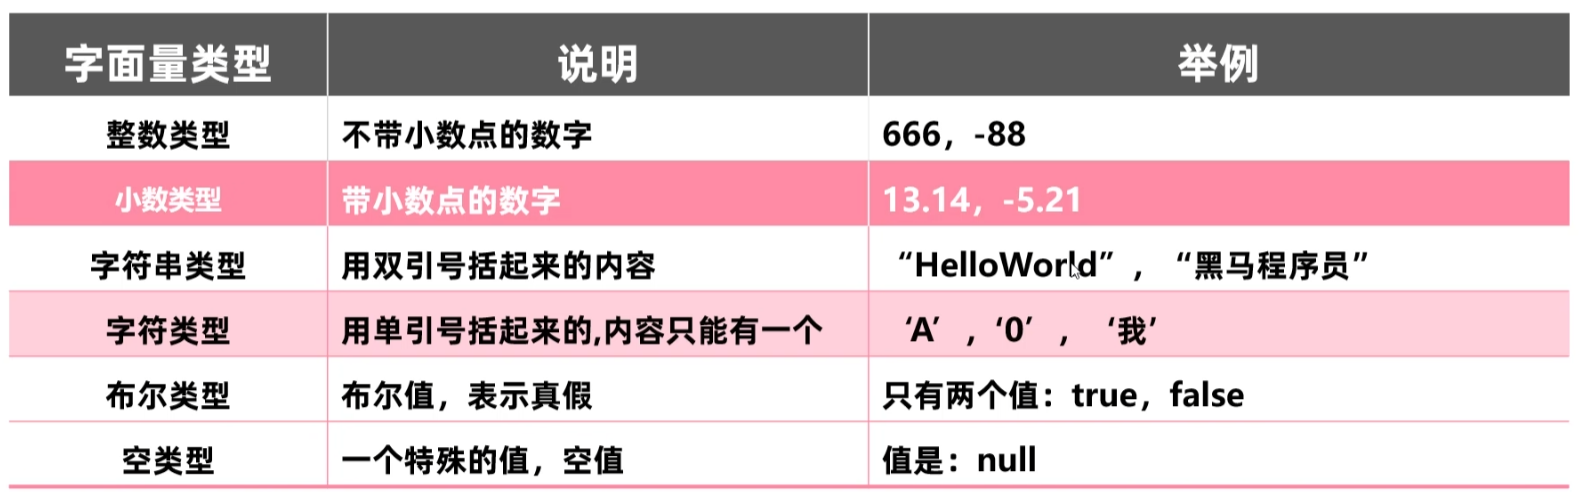 字面量类型 说明 举例
整数类型 不带小数点的数字 666，-88
小数类型 带小数点的数字 13.14，-5.21
字符串类型 用双引号括起来的内容 “HelloWorld”，“黑马程序员”
字符类型 用单引号括起来的,内容只能有一个 ‘A’，‘0’，‘我’
布尔类型 布尔值，表示真假 只有两个值：true，false
空类型 一个特殊的值，空值 值是：null